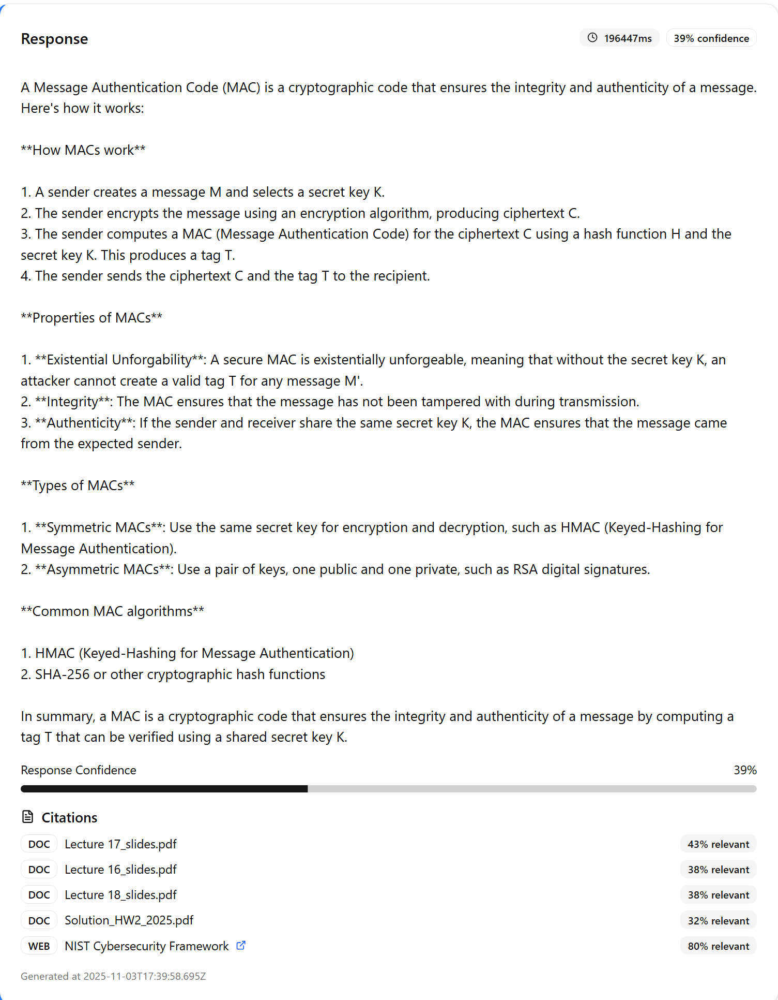 Response
196447ms
39% confidence
A Message Authentication Code (MAC) is a cryptographic code that ensures the integrity and authenticity of a message.
Here's how it works:
**How MACs work**
1. A sender creates a message M and selects a secret key K.
2. The sender encrypts the message using an encryption algorithm, producing ciphertext C.
3. The sender computes a MAC (Message Authentication Code) for the ciphertext C using a hash function H and the
secret key K. This produces a tag T.
4. The sender sends the ciphertext C and the tag T to the recipient.
**Properties of MACs**
1. **Existential Unforgability**: A secure MAC is existentially unforgeable, meaning that without the secret key K, an
attacker cannot create a valid tag T for any message M'.
2. **Integrity**: The MAC ensures that the message has not been tampered with during transmission.
3. **Authenticity**: If the sender and receiver share the same secret key K, the MAC ensures that the message came
from the expected sender.
**Types of MACs**
1. **Symmetric MACs**: Use the same secret key for encryption and decryption, such as HMAC (Keyed-Hashing for
Message Authentication).
2. **Asymmetric MACs**: Use a pair of keys, one public and one private, such as RSA digital signatures.
**Common MAC algorithms**
1. HMAC (Keyed-Hashing for Message Authentication)
2. SHA-256 or other cryptographic hash functions
In summary, a MAC is a cryptographic code that ensures the integrity and authenticity of a message by computing a
tag T that can be verified using a shared secret key K.
Response Confidence 39%
Citations
DOC Lecture 17_slides.pdf 43% relevant
DOC Lecture 16_slides.pdf 38% relevant
DOC Lecture 18_slides.pdf 38% relevant
DOC Solution_HW2_2025.pdf 32% relevant
WEB NIST Cybersecurity Framework 80% relevant
Generated at 2025-11-03T17:39:58.695Z